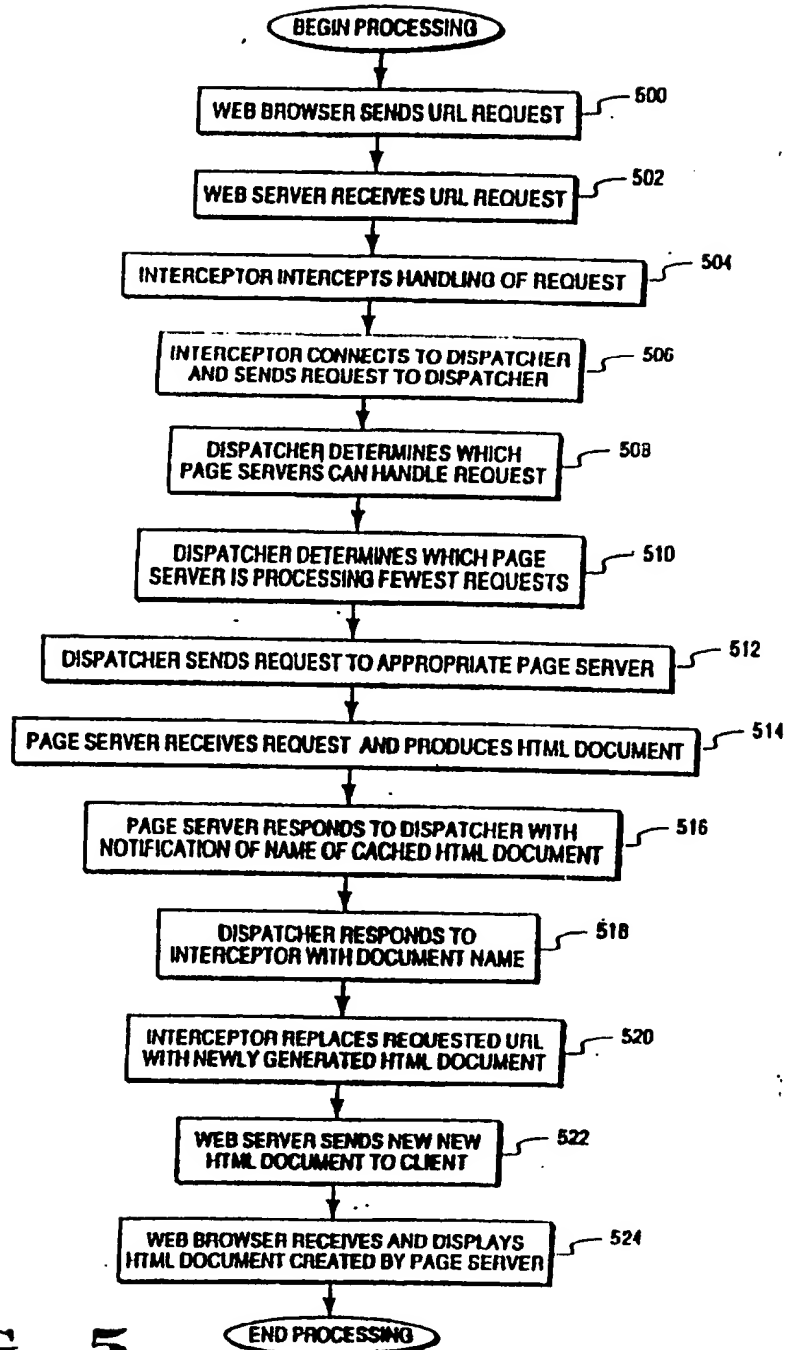 BEGIN PROCESSING
WEB BROWSER SENDS URL REQUEST
500
WEB SERVER RECEIVES URL REQUEST
502
INTERCEPTOR INTERCEPTS HANDLING OF REQUEST
504
INTERCEPTOR CONNECTS TO DISPATCHER
AND SENDS REQUEST TO DISPATCHER
506
DISPATCHER DETERMINES WHICH
PAGE SERVERS CAN HANDLE REQUEST
508
DISPATCHER DETERMINES WHICH PAGE
SERVER IS PROCESSING FEWEST REQUESTS
510
DISPATCHER SENDS REQUEST TO APPROPRIATE PAGE SERVER
512
PAGE SERVER RECEIVES REQUEST AND PRODUCES HTML DOCUMENT
514
PAGE SERVER RESPONDS TO DISPATCHER WITH
NOTIFICATION OF NAME OF CACHED HTML DOCUMENT
516
DISPATCHER RESPONDS TO
INTERCEPTOR WITH DOCUMENT NAME
518
INTERCEPTOR REPLACES REQUESTED URL
WITH NEWLY GENERATED HTML DOCUMENT
520
WEB SERVER SENDS NEW NEW
HTML DOCUMENT TO CLIENT
522
WEB BROWSER RECEIVES AND DISPLAYS
HTML DOCUMENT CREATED BY PAGE SERVER
524
END PROCESSING
5